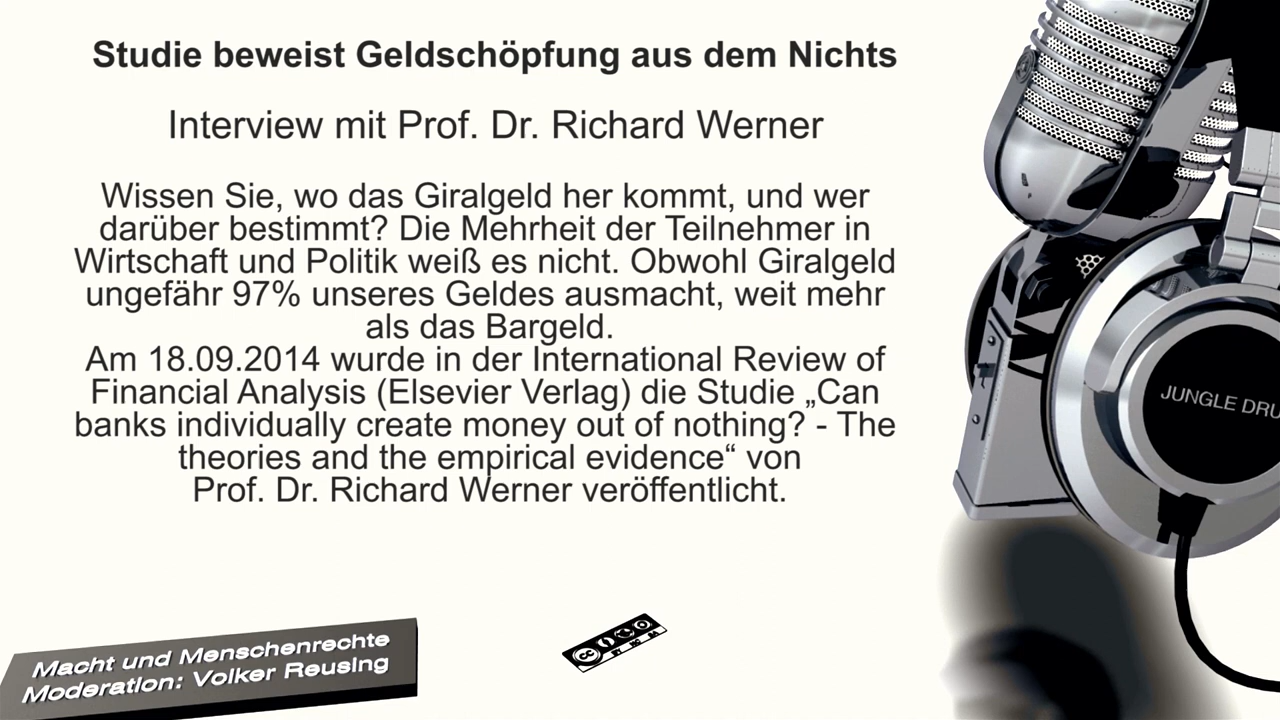 Studie beweist Geldschöpfung aus dem Nichts
Interview mit Prof. Dr. Richard Werner
Wissen Sie, wo das Giralgeld her kommt, und wer
darüber bestimmt? Die Mehrheit der Teilnehmer in
Wirtschaft und Politik weiß es nicht. Obwohl Giralgeld
ungefähr 97% unseres Geldes ausmacht, weit mehr
als das Bargeld.
Am 18.09.2014 wurde in der International Review of
Financial Analysis (Elsevier Verlag) die Studie „Can
banks individually create money out of nothing? - The
theories and the empirical evidence“ von
Prof. Dr. Richard Werner veröffentlicht.
JUNGLE DRU
Macht und Menschenrechte
Moderation: Volker Reusing
cc
BY NC SA